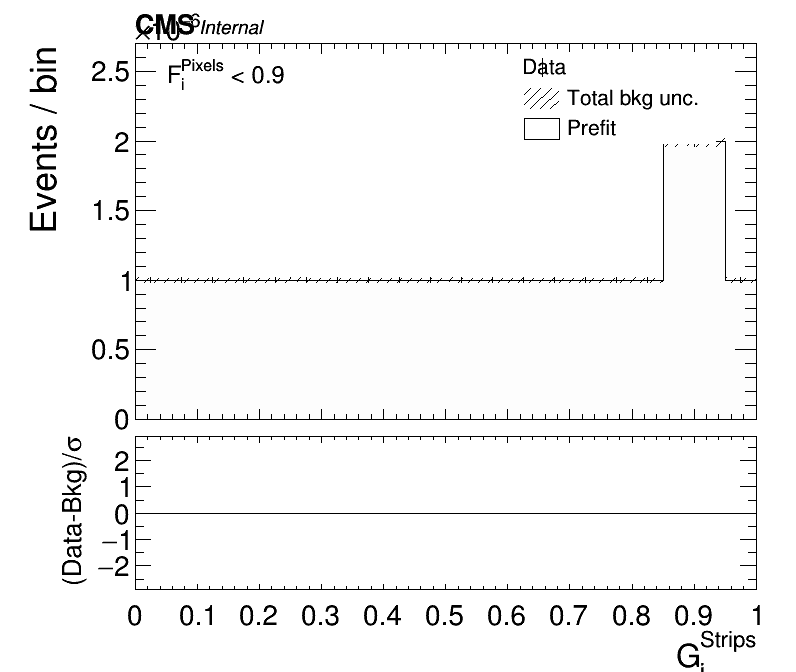 CMS Internal
×10⁻⁶
Events / bin
F_i^Pixels < 0.9
Data
Total bkg unc.
Prefit
2.5
2
1.5
1
0.5
0
(Data-Bkg)/σ
2
1
0
−1
−2
0 0.1 0.2 0.3 0.4 0.5 0.6 0.7 0.8 0.9 1
G_i^Strips